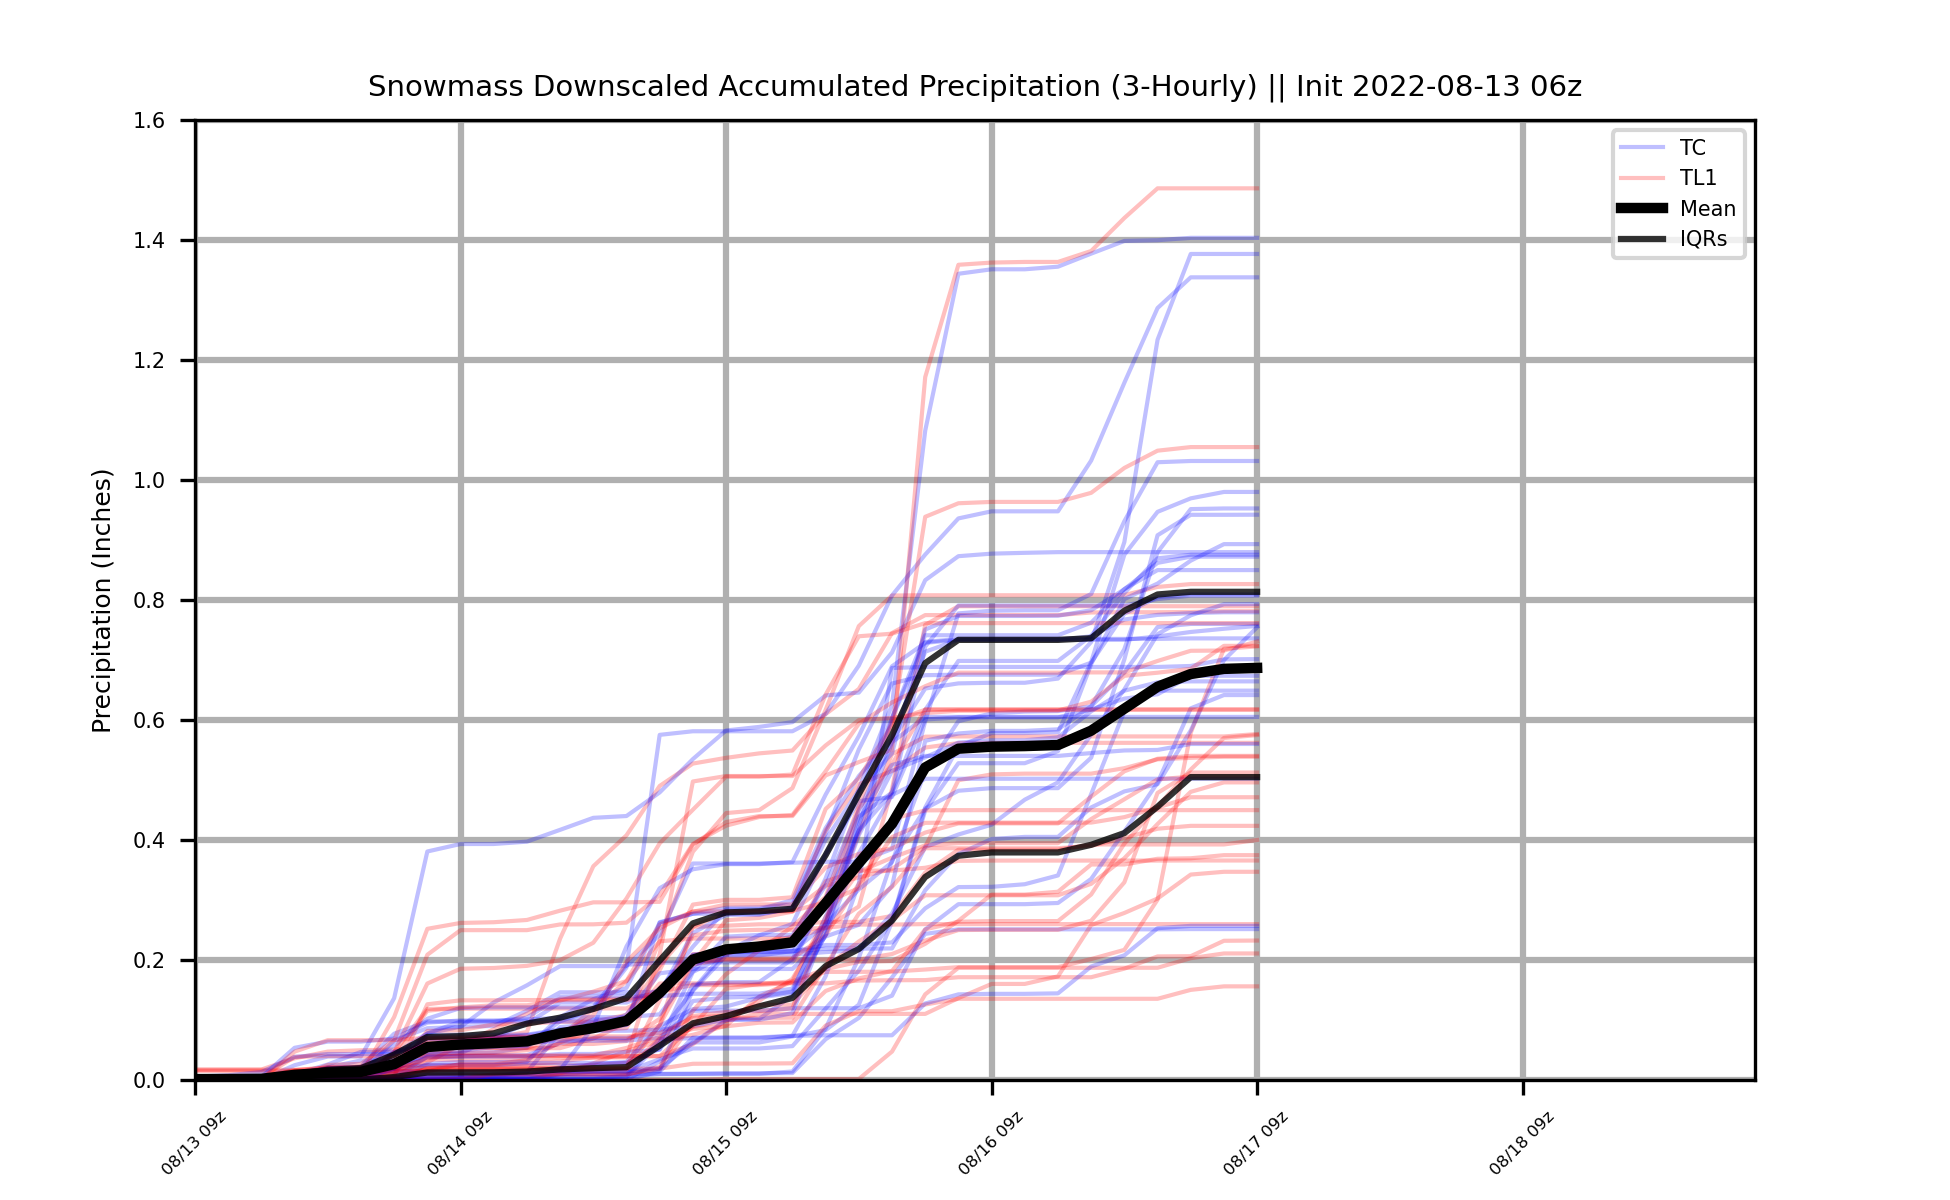 Snowmass Downscaled Accumulated Precipitation (3-Hourly) || Init 2022-08-13 06z
Precipitation (Inches)
1.6
1.4
1.2
1.0
0.8
0.6
0.4
0.2
0.0
TC
TL1
Mean
IQRs
08/13 09z
08/14 09z
08/15 09z
08/16 09z
08/17 09z
08/18 09z